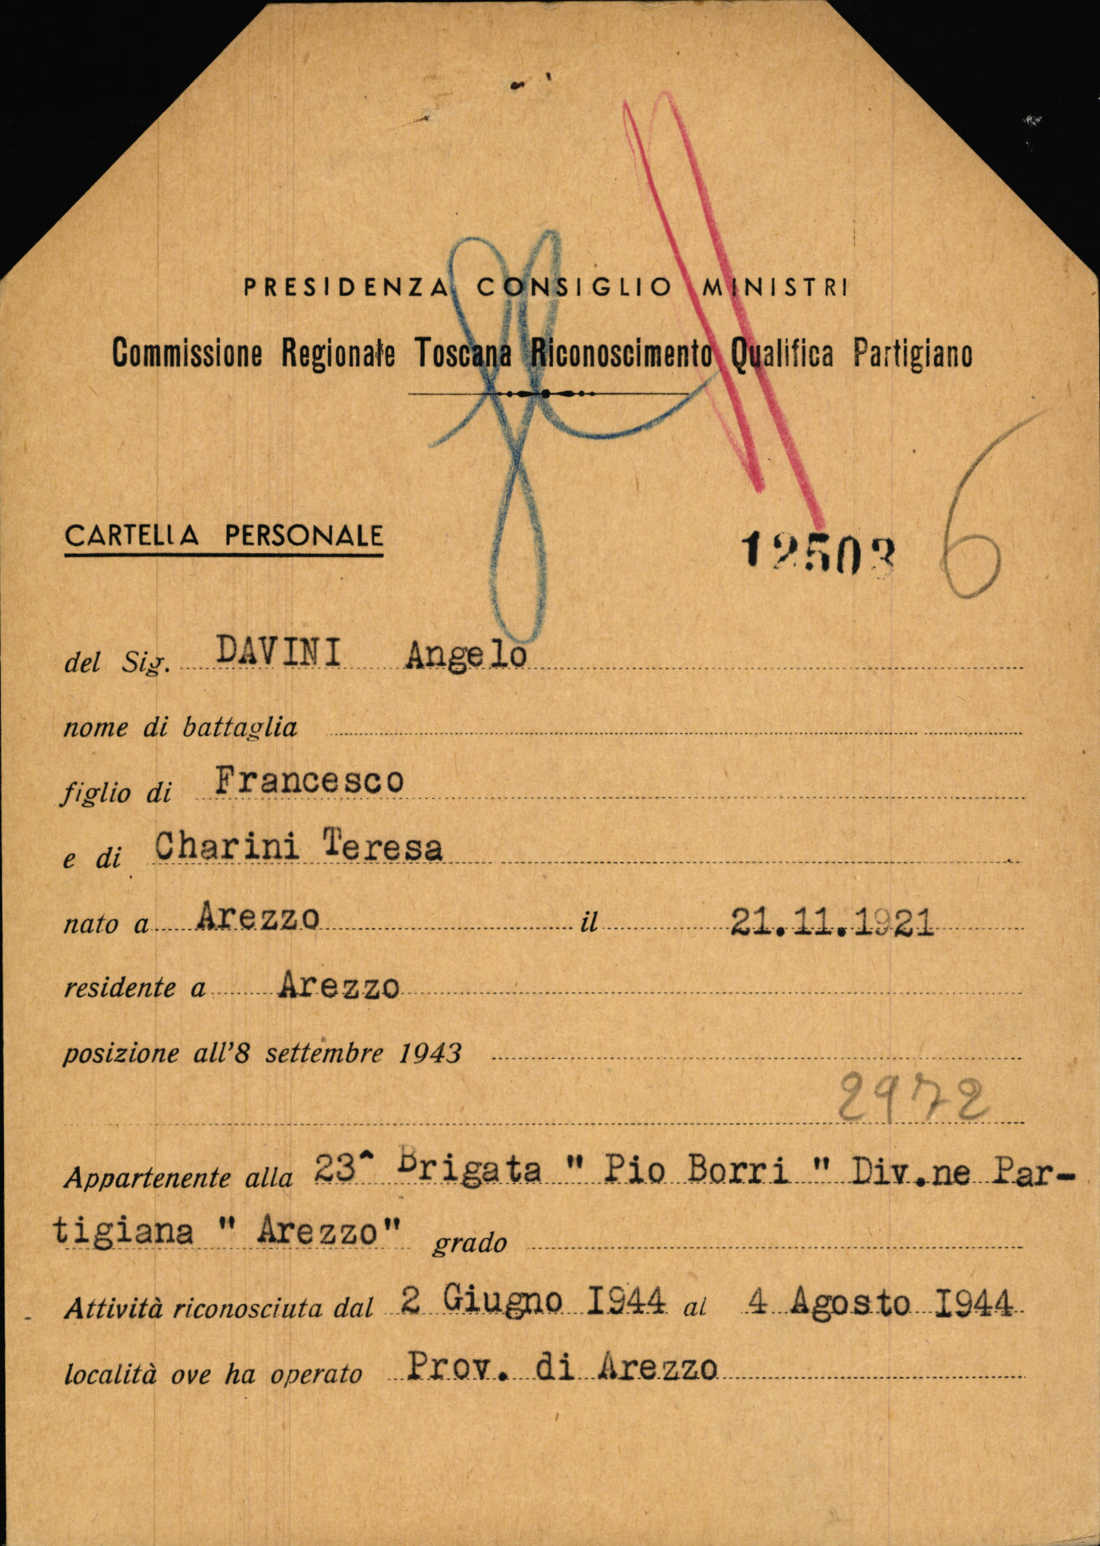 PRESIDENZA CONSIGLIO MINISTRI
Commissione Regionale Toscana Riconoscimento Qualifica Partigiano
CARTELLA PERSONALE
12503 6
del Sig. DAVINI Angelo
nome di battaglia
figlio di Francesco
e di Charini Teresa
nato a Arezzo il 21.11.1921
residente a Arezzo
posizione all'8 settembre 1943
2972
Appartenente alla 23^ Brigata " Pio Borri " Div.ne Par-
tigiana " Arezzo" grado
Attività riconosciuta dal 2 Giugno I944 al 4 Agosto I944
località ove ha operato Prov. di Arezzo